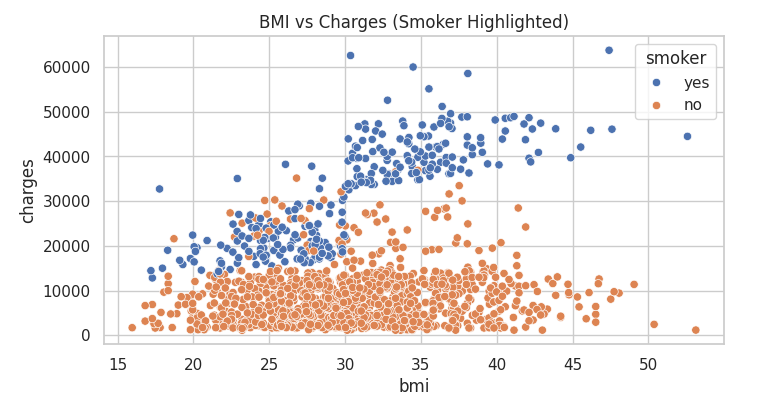 BMI vs Charges (Smoker Highlighted)
smoker
yes
no
charges
60000
50000
40000
30000
20000
10000
0
15 20 25 30 35 40 45 50
bmi